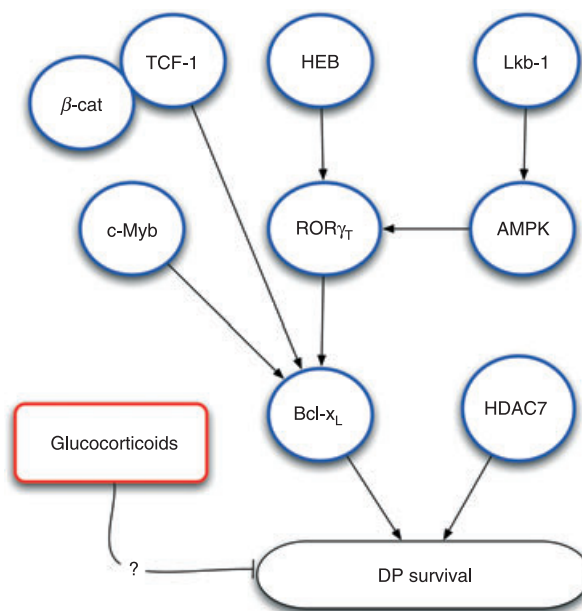 TCF-1
HEB
Lkb-1
β-cat
c-Myb
RORγT
AMPK
Bcl-xL
HDAC7
Glucocorticoids
?
DP survival